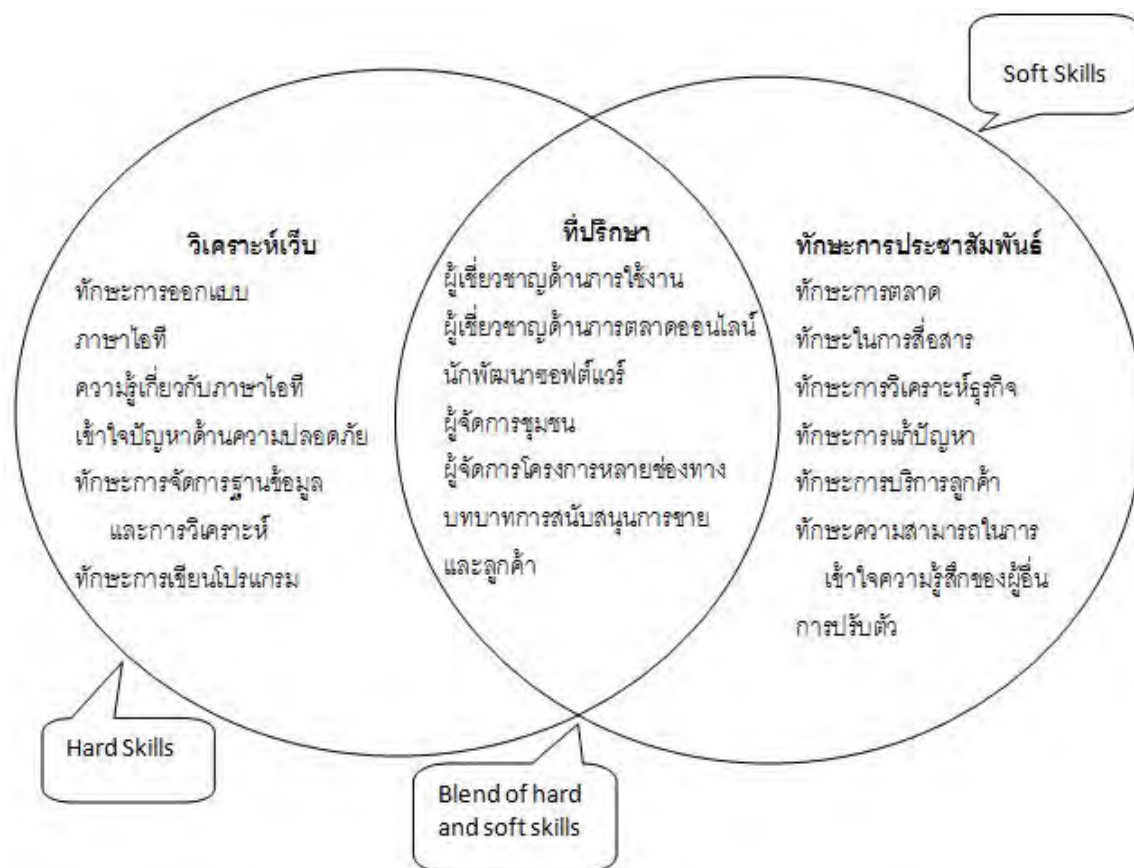 Soft Skills
วิเคราะห์เว็บ
ทักษะการออกแบบ
ภาษาไอที
ความรู้เกี่ยวกับภาษาไอที
เข้าใจปัญหาด้านความปลอดภัย
ทักษะการจัดการฐานข้อมูล
และการวิเคราะห์
ทักษะการเขียนโปรแกรม
ที่ปรึกษา
ผู้เชี่ยวชาญด้านการใช้งาน
ผู้เชี่ยวชาญด้านการตลาดออนไลน์
นักพัฒนาซอฟต์แวร์
ผู้จัดการชุมชน
ผู้จัดการโครงการหลายช่องทาง
บทบาทการสนับสนุนการขาย
และลูกค้า
ทักษะการประชาสัมพันธ์
ทักษะการตลาด
ทักษะในการสื่อสาร
ทักษะการวิเคราะห์ธุรกิจ
ทักษะการแก้ปัญหา
ทักษะการบริการลูกค้า
ทักษะความสามารถในการ
เข้าใจความรู้สึกของผู้อื่น
การปรับตัว
Hard Skills
Blend of hard
and soft skills